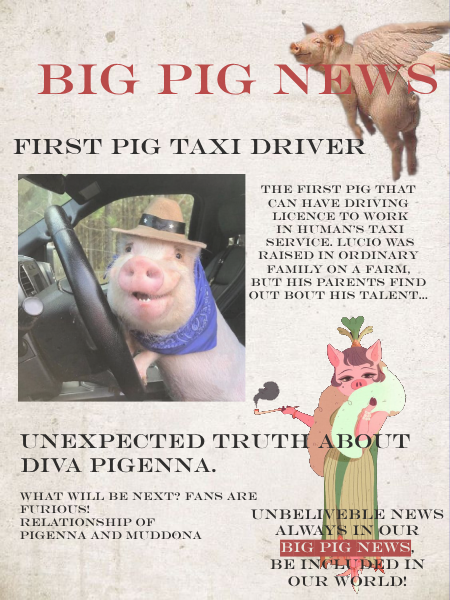 BIG PIG NEWS
FIRST PIG TAXI DRIVER
THE FIRST PIG THAT
CAN HAVE DRIVING
LICENCE TO WORK
IN HUMAN'S TAXI
SERVICE. LUCIO WAS
RAISED IN ORDINARY
FAMILY ON A FARM,
BUT HIS PARENTS FIND
OUT BOUT HIS TALENT...
UNEXPECTED TRUTH ABOUT
DIVA PIGENNA.
WHAT WILL BE NEXT? FANS ARE
FURIOUS!
RELATIONSHIP OF
PIGENNA AND MUDDONA
UNBELIVEBLE NEWS
ALWAYS IN OUR
BIG PIG NEWS,
BE INCLUDED IN
OUR WORLD!